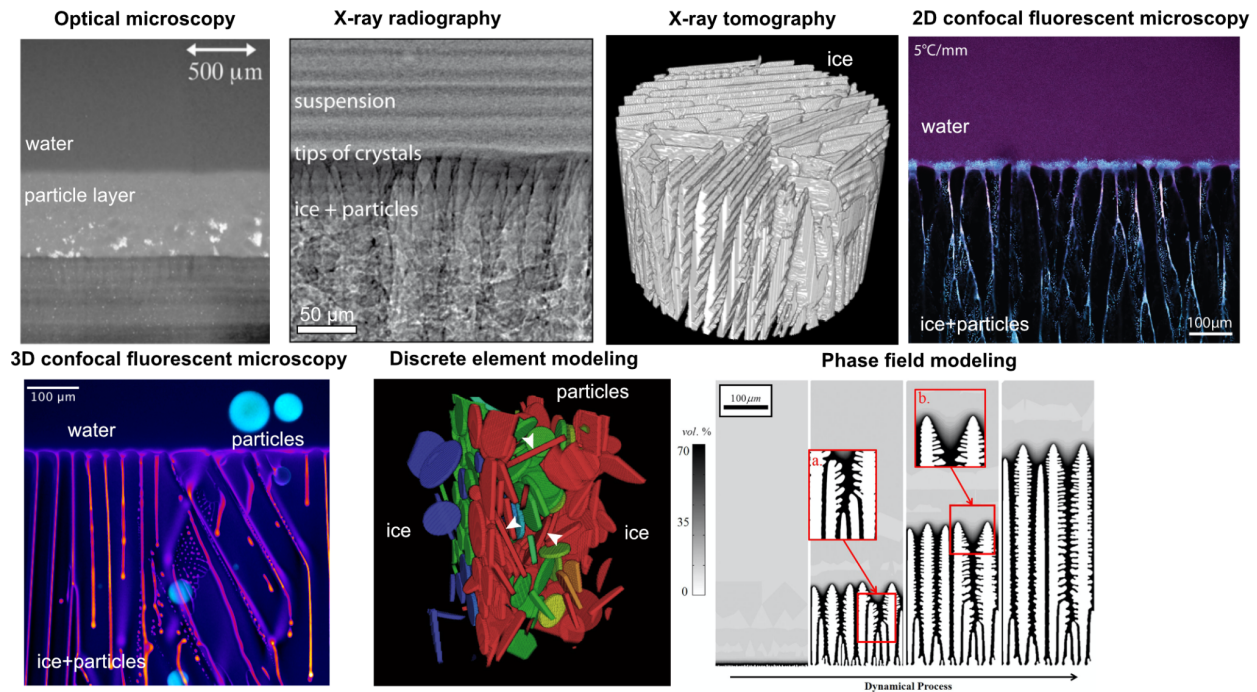 Optical microscopy
X-ray radiography
X-ray tomography
2D confocal fluorescent microscopy
500 µm
water
particle layer
suspension
tips of crystals
ice + particles
50 µm
ice
5°C/mm
water
ice+particles
100µm
3D confocal fluorescent microscopy
Discrete element modeling
Phase field modeling
100 µm
water
particles
ice+particles
particles
ice
ice
vol. %
70
35
0
100µm
a.
b.
Dynamical Process